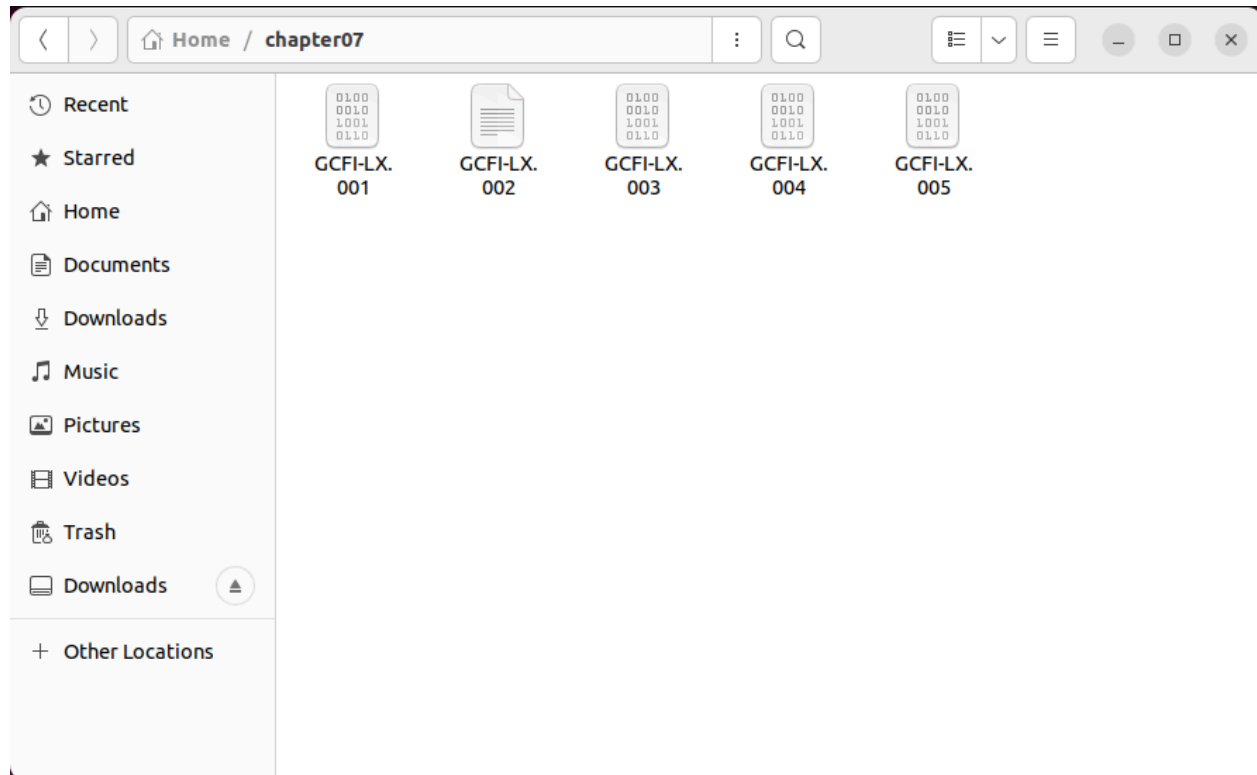 Home / chapter07
Recent
Starred
Home
Documents
Downloads
Music
Pictures
Videos
Trash
Downloads
+ Other Locations
0100
0010
1001
0110
GCFI-LX.
001
GCFI-LX.
002
0100
0010
1001
0110
GCFI-LX.
003
0100
0010
1001
0110
GCFI-LX.
004
0100
0010
1001
0110
GCFI-LX.
005